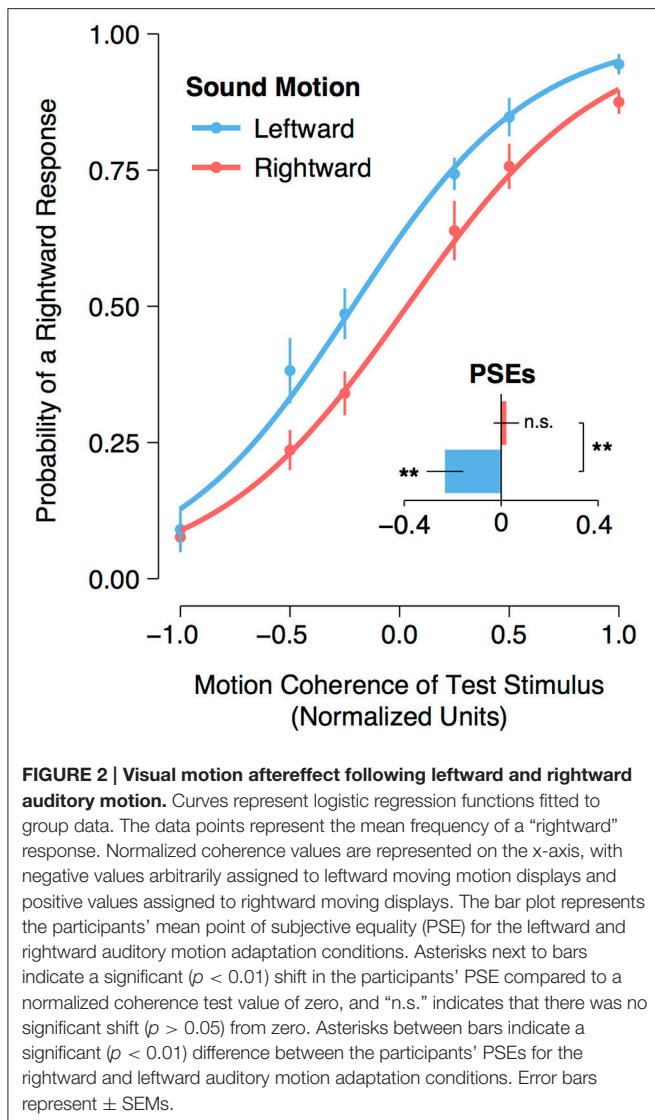 1.00
0.75
0.50
0.25
0.00
Probability of a Rightward Response
Sound Motion
Leftward
Rightward
PSEs
n.s.
**
**
−0.4
0
0.4
−1.0
−0.5
0.0
0.5
1.0
Motion Coherence of Test Stimulus
(Normalized Units)
FIGURE 2 | Visual motion aftereffect following leftward and rightward
auditory motion. Curves represent logistic regression functions fitted to
group data. The data points represent the mean frequency of a “rightward”
response. Normalized coherence values are represented on the x-axis, with
negative values arbitrarily assigned to leftward moving motion displays and
positive values assigned to rightward moving displays. The bar plot represents
the participants’ mean point of subjective equality (PSE) for the leftward and
rightward auditory motion adaptation conditions. Asterisks next to bars
indicate a significant (p < 0.01) shift in the participants’ PSE compared to a
normalized coherence test value of zero, and “n.s.” indicates that there was no
significant shift (p > 0.05) from zero. Asterisks between bars indicate a
significant (p < 0.01) difference between the participants’ PSEs for the
rightward and leftward auditory motion adaptation conditions. Error bars
represent ± SEMs.